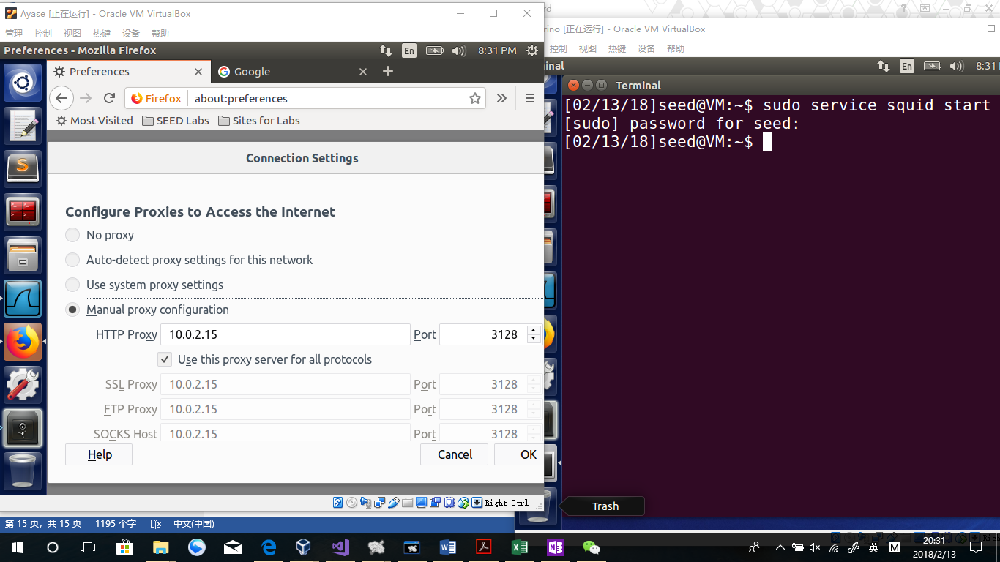 Ayase [正在运行] - Oracle VM VirtualBox
管理 控制 视图 热键 设备 帮助
Preferences - Mozilla Firefox En 8:31 PM
Preferences Google
Firefox about:preferences
Most Visited SEED Labs Sites for Labs
Connection Settings
Configure Proxies to Access the Internet
No proxy
Auto-detect proxy settings for this network
Use system proxy settings
Manual proxy configuration
HTTP Proxy 10.0.2.15 Port 3128
Use this proxy server for all protocols
SSL Proxy 10.0.2.15 Port 3128
FTP Proxy 10.0.2.15 Port 3128
SOCKS Host 10.0.2.15 Port 3128
Help Cancel OK
Right Ctrl
第 15 页，共 15 页 1195 个字 中文(中国)
rd
rino [正在运行] - Oracle VM VirtualBox
控制 视图 热键 设备 帮助
inal En 8:31
Terminal
[02/13/18]seed@VM:~$ sudo service squid start
[sudo] password for seed:
[02/13/18]seed@VM:~$
Trash
Right
英 M 20:31
2018/2/13